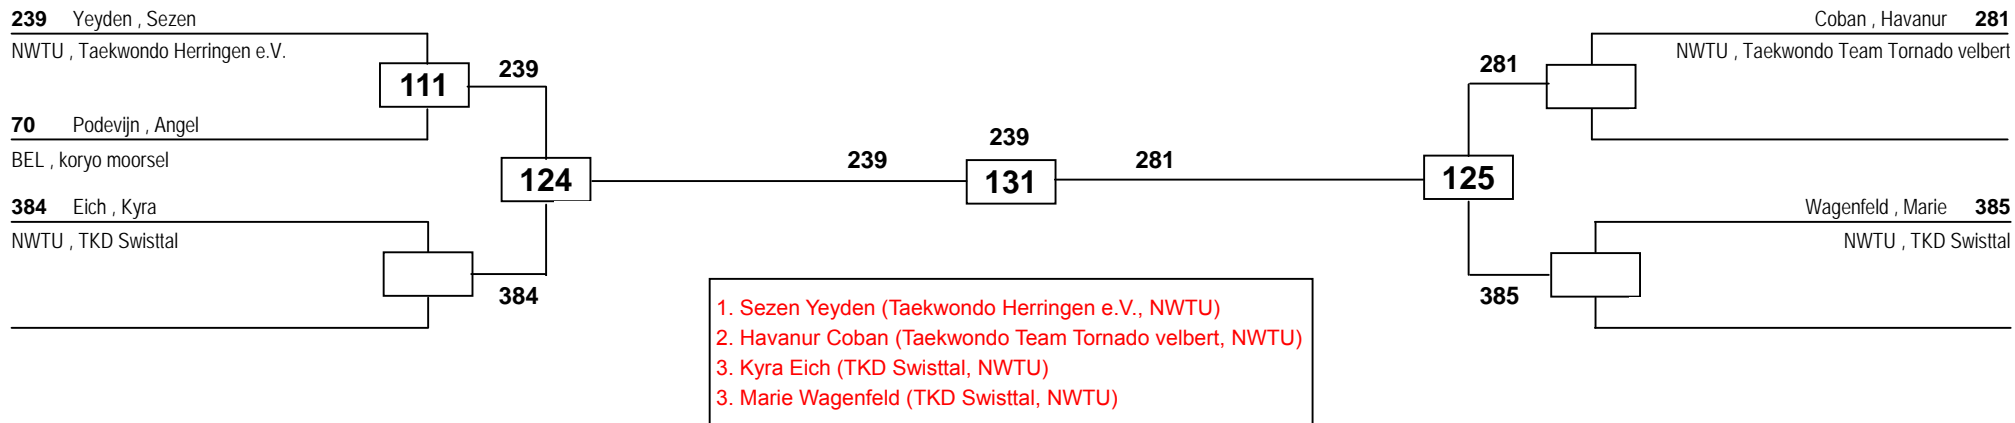 239 Yeyden , Sezen
NWTU , Taekwondo Herringen e.V.
111
239
70 Podevijn , Angel
BEL , koryo moorsel
124
384 Eich , Kyra
NWTU , TKD Swisttal
384
239
239
131
281
Coban , Havanur 281
NWTU , Taekwondo Team Tornado velbert
281
125
Wagenfeld , Marie 385
NWTU , TKD Swisttal
385
1. Sezen Yeyden (Taekwondo Herringen e.V., NWTU)
2. Havanur Coban (Taekwondo Team Tornado velbert, NWTU)
3. Kyra Eich (TKD Swisttal, NWTU)
3. Marie Wagenfeld (TKD Swisttal, NWTU)